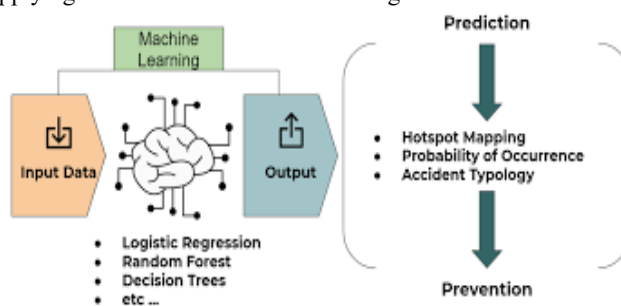 Machine
Learning
Input Data
Output
• Logistic Regression
• Random Forest
• Decision Trees
• etc ...
Prediction
• Hotspot Mapping
• Probability of Occurrence
• Accident Typology
Prevention